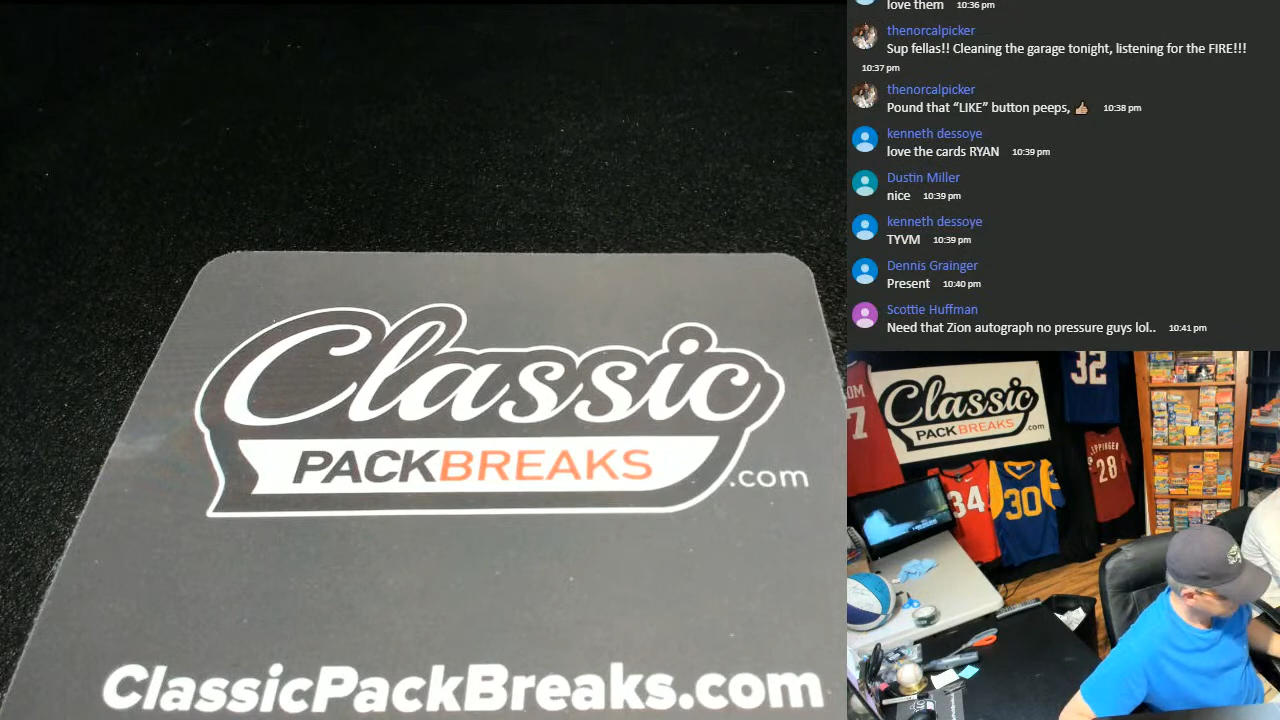 Classic
PACKBREAKS
.com
ClassicPackBreaks.com
love them 10:36 pm
thenorcalpicker
Sup fellas!! Cleaning the garage tonight, listening for the FIRE!!!
10:37 pm
thenorcalpicker
Pound that “LIKE” button peeps, 👍🏼 10:38 pm
kenneth dessoye
love the cards RYAN 10:39 pm
Dustin Miller
nice 10:39 pm
kenneth dessoye
TYVM 10:39 pm
Dennis Grainger
Present 10:40 pm
Scottie Huffman
Need that Zion autograph no pressure guys lol.. 10:41 pm
Classic
PACKBREAKS
.com
32
7
34
30
28